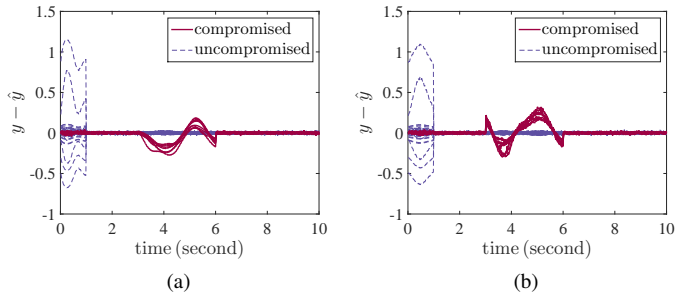 1.5
1
0.5
0
-0.5
-1
y − ŷ
compromised
uncompromised
0 2 4 6 8 10
time (second)
(a)
1.5
1
0.5
0
-0.5
-1
y − ŷ
compromised
uncompromised
0 2 4 6 8 10
time (second)
(b)